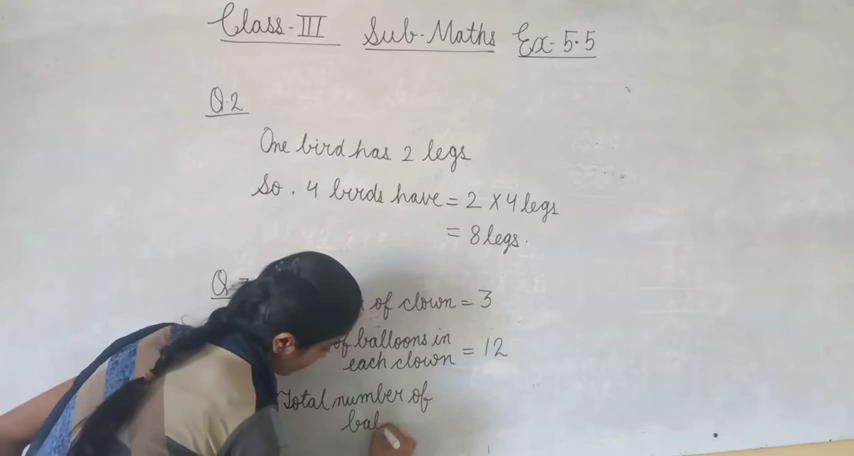 Class-III Sub-Maths Ex-5.5
Q.2
One bird has 2 legs
So. 4 birds have = 2 X 4 legs
= 8 legs.
Q.
of clown = 3
of balloons in
each clown = 12
Total number of
bal